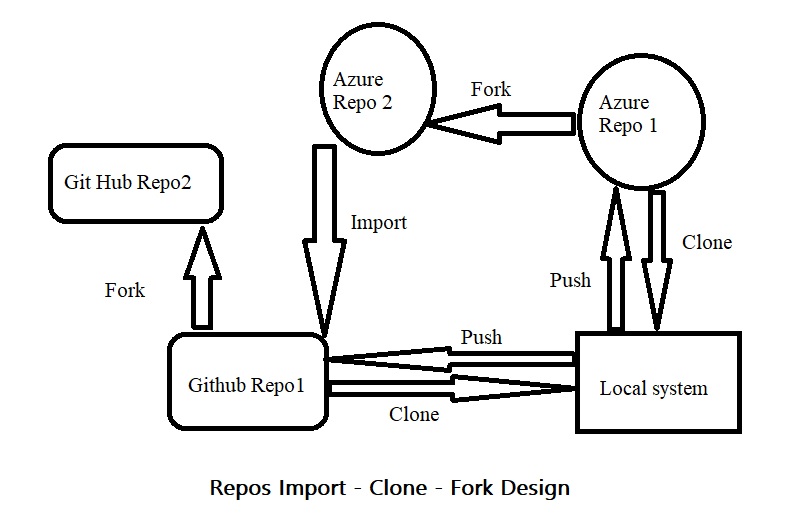 Azure
Repo 2
Fork
Azure
Repo 1
Git Hub Repo2
Import
Clone
Fork
Push
Push
Github Repo1
Local system
Clone
Repos Import - Clone - Fork Design